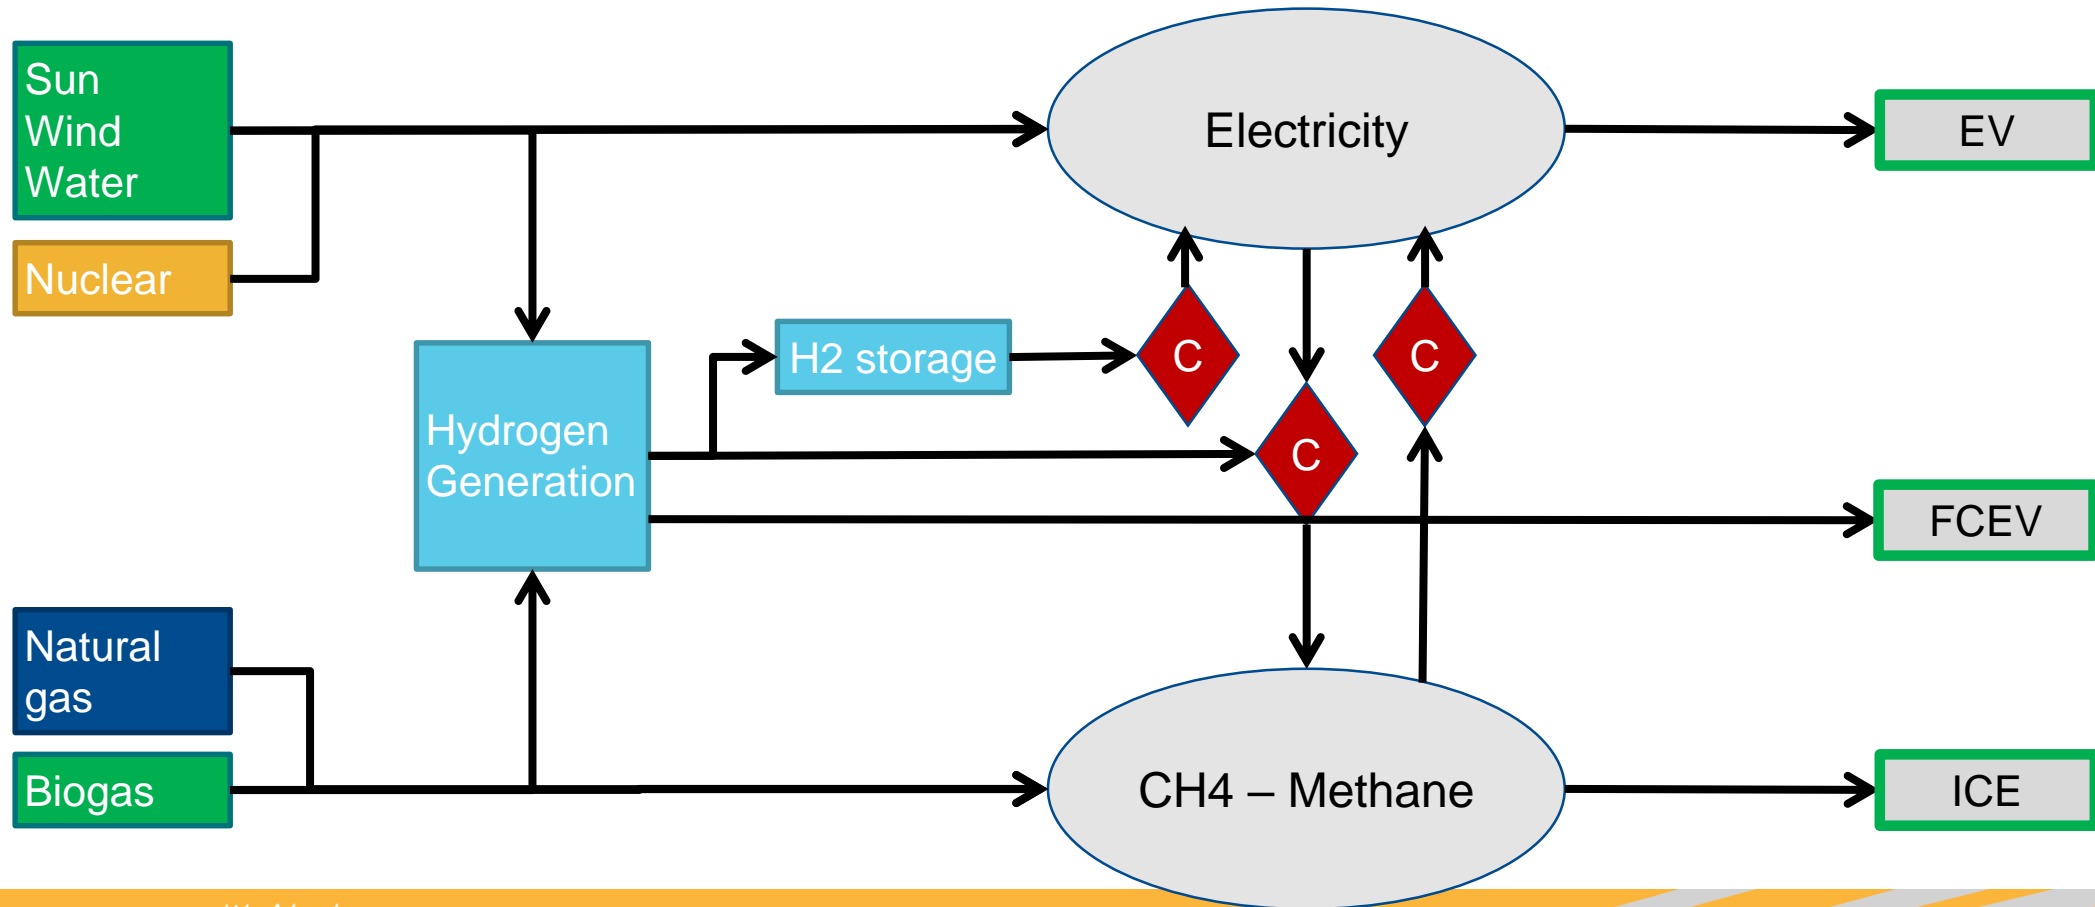 Sun
Wind
Water
Electricity
EV
Nuclear
H2 storage
C
C
Hydrogen
Generation
C
FCEV
Natural
gas
Biogas
CH4 – Methane
ICE